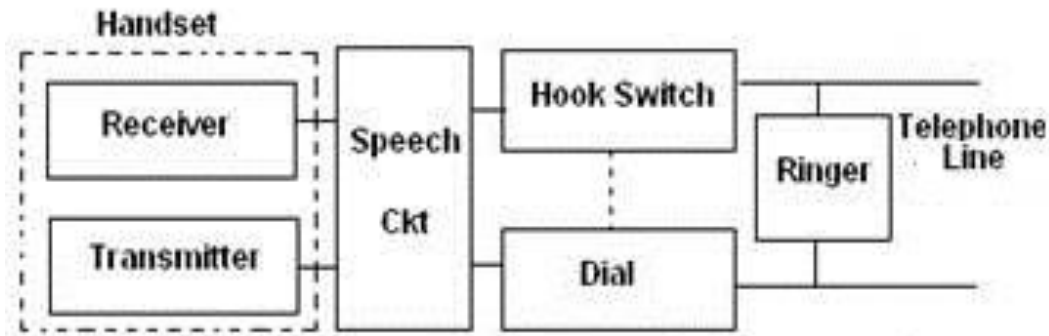 Handset
Receiver
Transmitter
Speech
Ckt
Hook Switch
Dial
Ringer
Telephone
Line